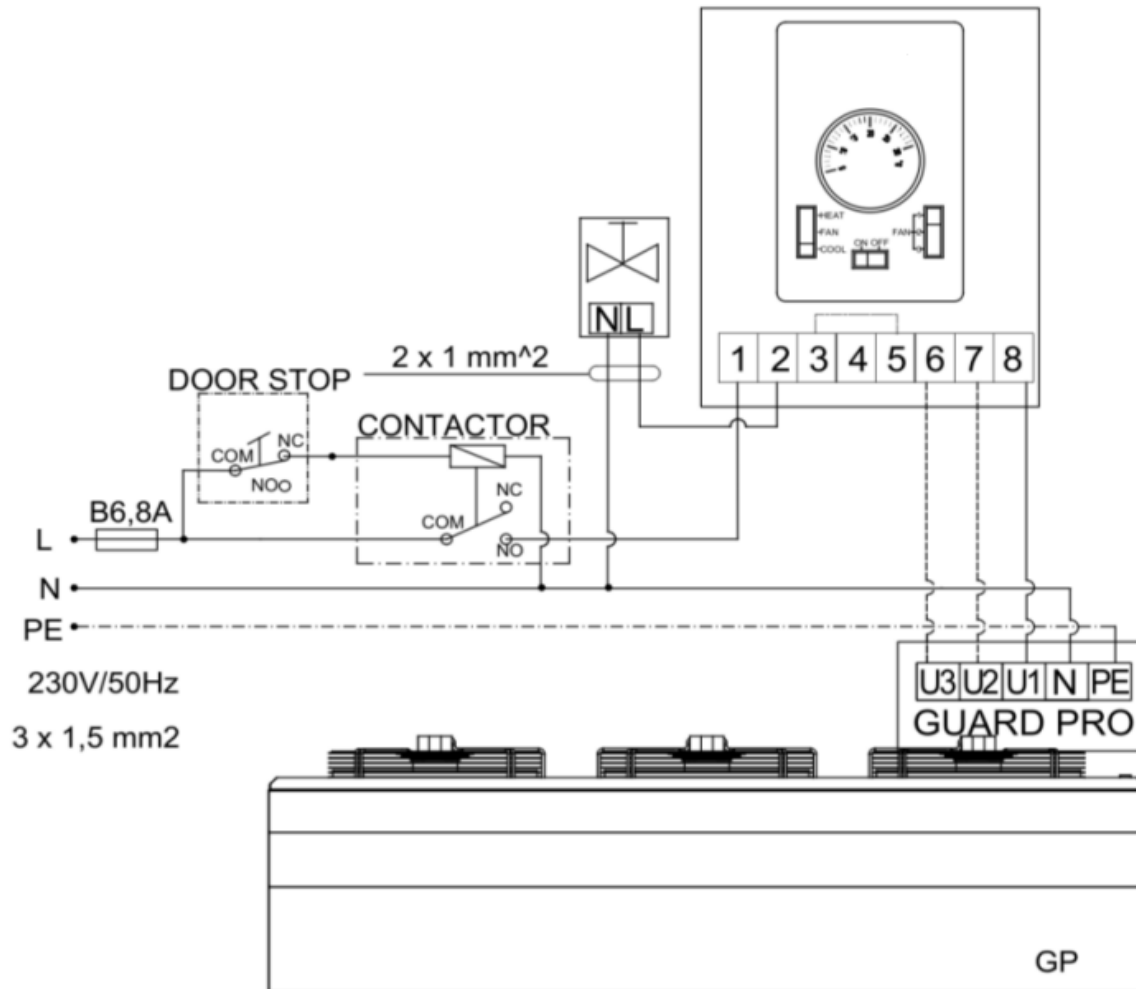 HEAT
FAN
COOL
ON OFF
FAN
N L
1 2 3 4 5 6 7 8
2 x 1 mm^2
DOOR STOP
CONTACTOR
COM
NC
NO
NC
COM
NO
B6,8A
L
N
PE
230V/50Hz
3 x 1,5 mm2
U3 U2 U1 N PE
GUARD PRO
GP